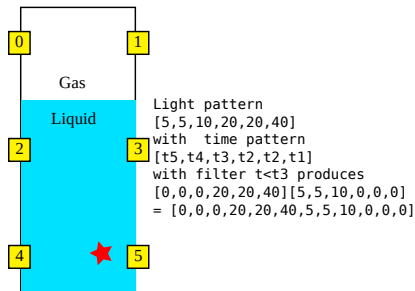 0
1
Gas
Liquid
2
3
4
5
Light pattern
[5,5,10,20,20,40]
with  time pattern
[t5,t4,t3,t2,t2,t1]
with filter t<t3 produces
[0,0,0,20,20,40][5,5,10,0,0,0]
= [0,0,0,20,20,40,5,5,10,0,0,0]